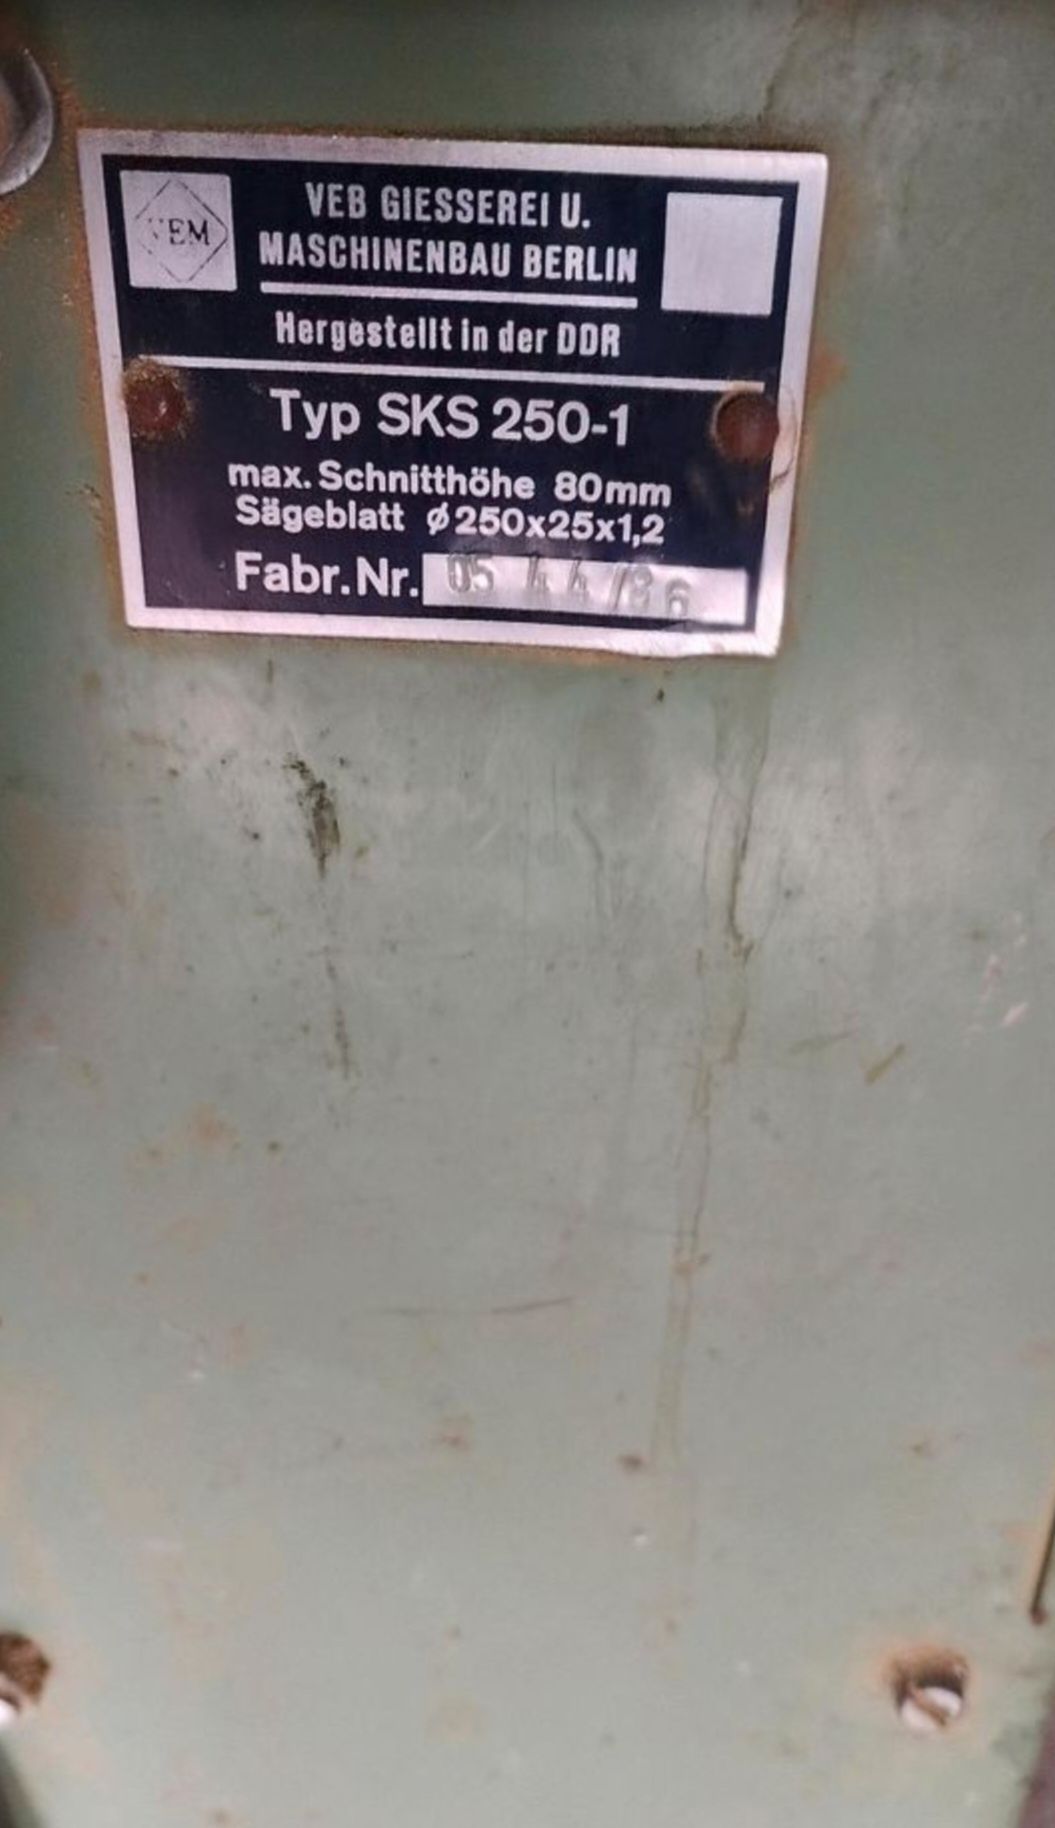 VEM
VEB GIESSEREI U.
MASCHINENBAU BERLIN
Hergestellt in der DDR
Typ SKS 250-1
max. Schnitthöhe 80mm
Sägeblatt ϕ250x25x1,2
Fabr. Nr. 05 44/86